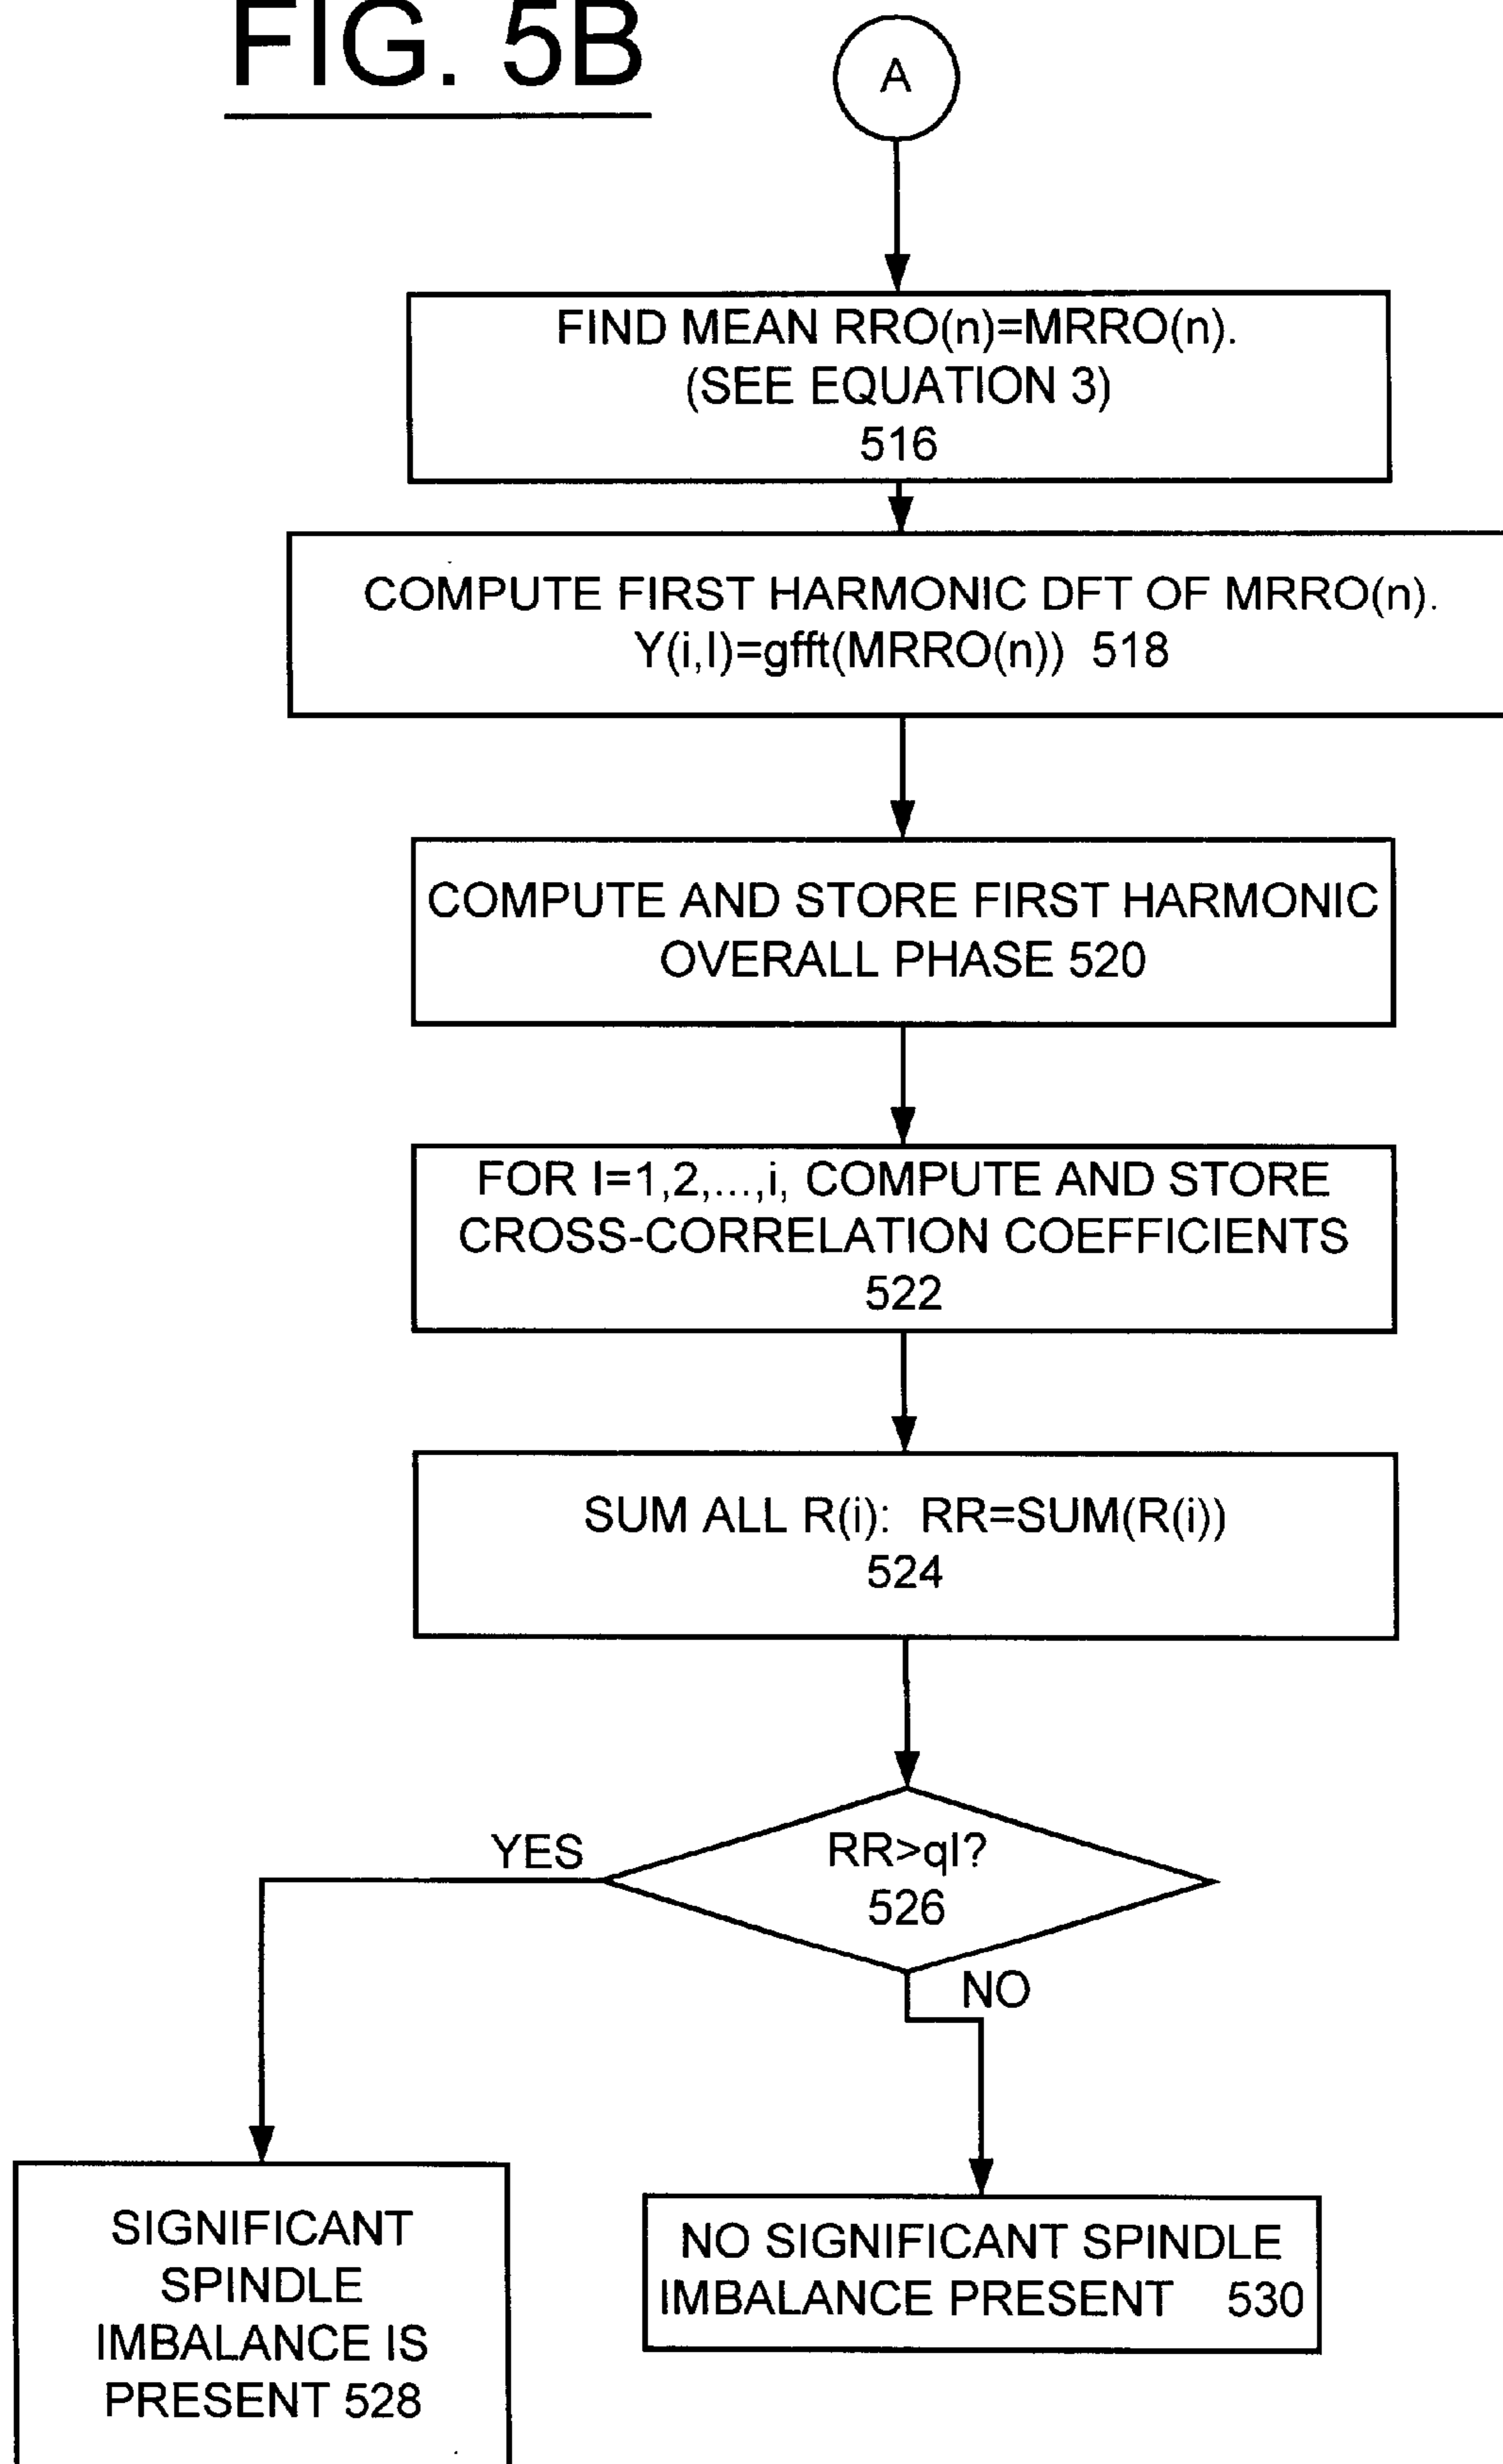 FIG. 5B
A
FIND MEAN RRO(n)=MRRO(n).
(SEE EQUATION 3)
516
COMPUTE FIRST HARMONIC DFT OF MRRO(n).
Y(i,I)=gfft(MRRO(n)) 518
COMPUTE AND STORE FIRST HARMONIC
OVERALL PHASE 520
FOR I=1,2,...,i, COMPUTE AND STORE
CROSS-CORRELATION COEFFICIENTS
522
SUM ALL R(i): RR=SUM(R(i))
524
RR>qI?
526
YES
NO
SIGNIFICANT
SPINDLE
IMBALANCE IS
PRESENT 528
NO SIGNIFICANT SPINDLE
IMBALANCE PRESENT 530